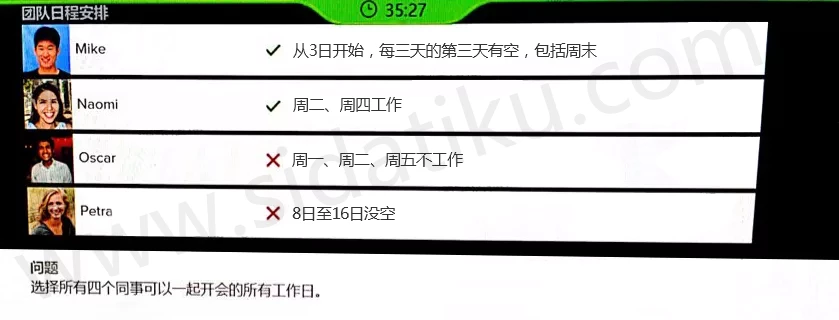 35:27
团队日程安排
Mike 从3日开始，每三天的第三天有空，包括周末
Naomi 周二、周四工作
Oscar 周一、周二、周五不工作
Petra 8日至16日没空
www.sidatiku.com
问题
选择所有四个同事可以一起开会的所有工作日。